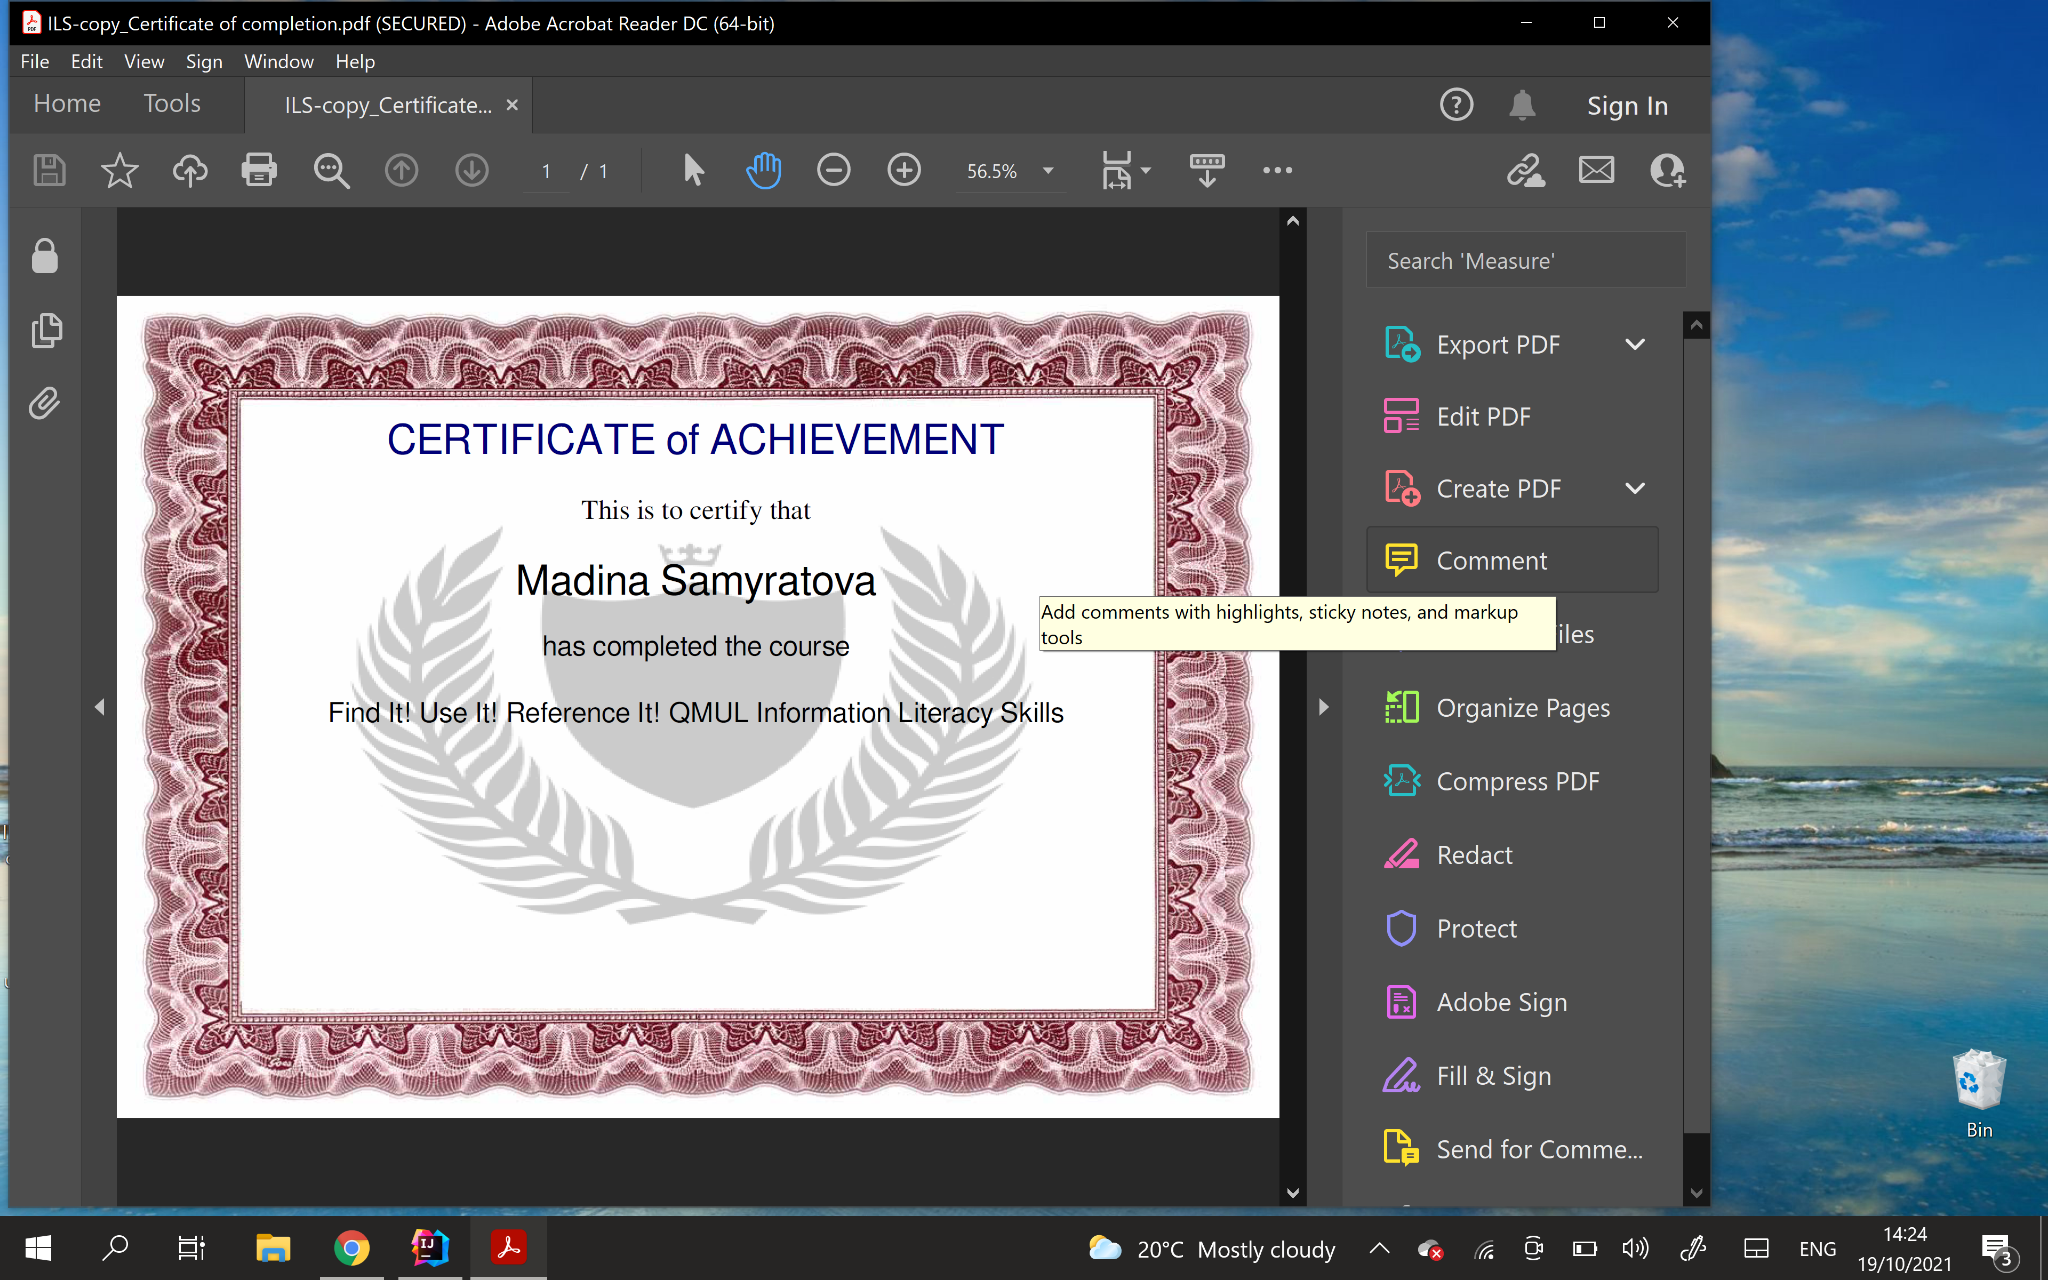 ILS-copy_Certificate of completion.pdf (SECURED) - Adobe Acrobat Reader DC (64-bit)
File Edit View Sign Window Help
Home Tools ILS-copy_Certificate... × Sign In
1 / 1 56.5%
Search 'Measure'
Export PDF
Edit PDF
Create PDF
Comment
Add comments with highlights, sticky notes, and markup
tools
iles
Organize Pages
Compress PDF
Redact
Protect
Adobe Sign
Fill & Sign
Send for Comme...
CERTIFICATE of ACHIEVEMENT
This is to certify that
Madina Samyratova
has completed the course
Find It! Use It! Reference It! QMUL Information Literacy Skills
Goes
Bin
IJ
20°C Mostly cloudy
ENG
14:24
19/10/2021
3